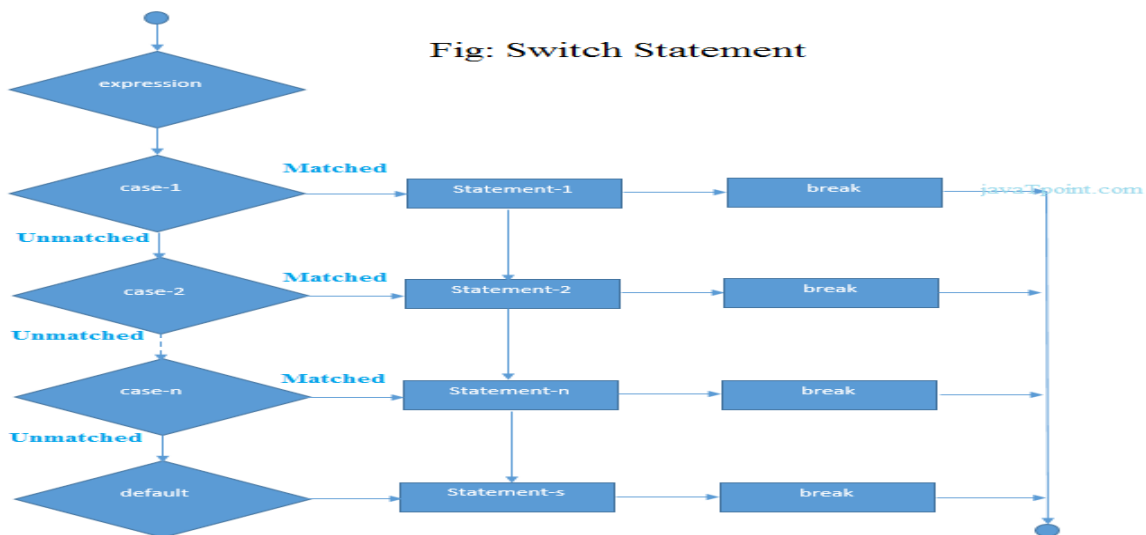 Fig: Switch Statement
expression
case-1
Matched
Statement-1
break
javaTpoint.com
Unmatched
case-2
Matched
Statement-2
break
Unmatched
case-n
Matched
Statement-n
break
Unmatched
default
Statement-s
break